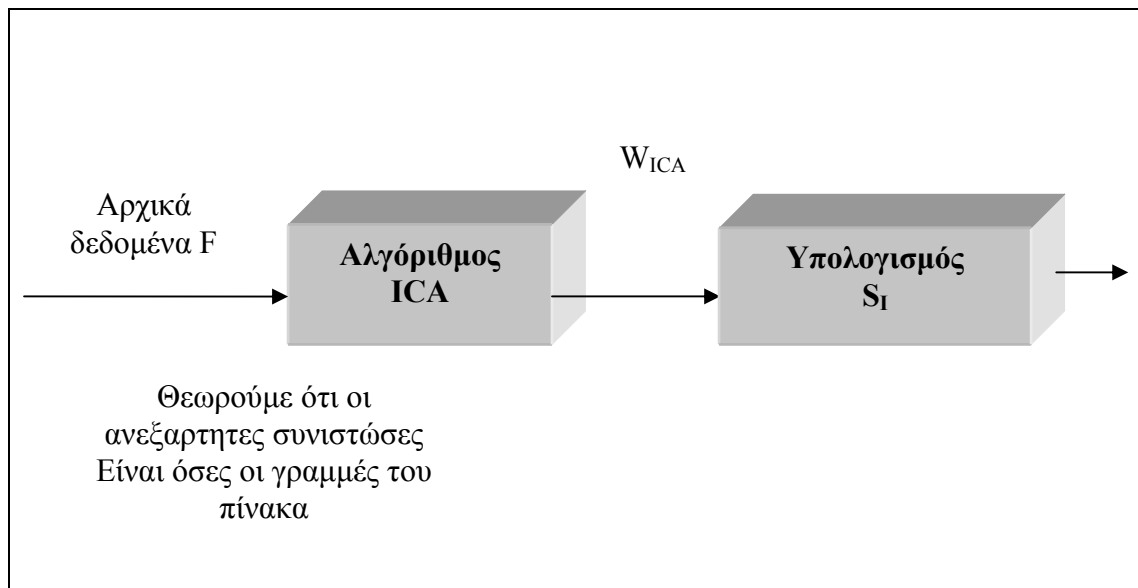 Αρχικά
δεδομένα F
Αλγόριθμος
ICA
W_ICA
Υπολογισμός
S_I
Θεωρούμε ότι οι
ανεξαρτητες συνιστώσες
Είναι όσες οι γραμμές του
πίνακα